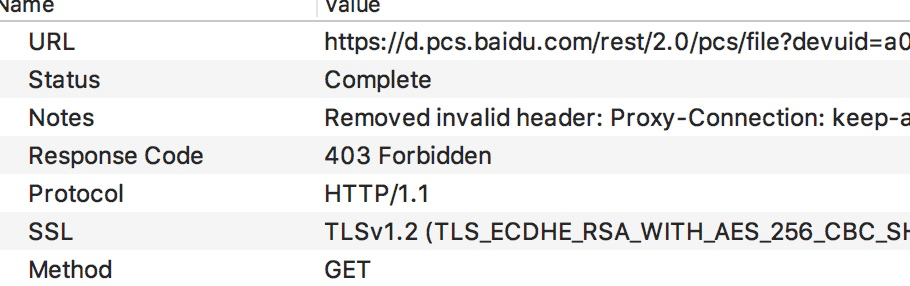 Name Value
URL https://d.pcs.baidu.com/rest/2.0/pcs/file?devuid=a0
Status Complete
Notes Removed invalid header: Proxy-Connection: keep-a
Response Code 403 Forbidden
Protocol HTTP/1.1
SSL TLSv1.2 (TLS_ECDHE_RSA_WITH_AES_256_CBC_SH
Method GET